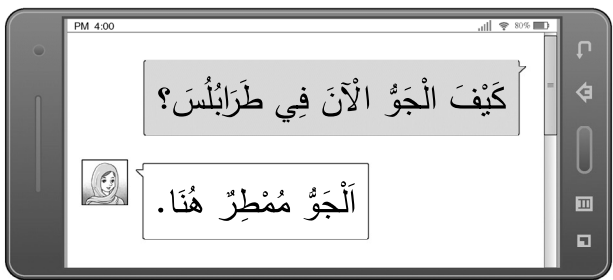 PM 4:00
80%
كَيْفَ الْجَوُّ الْآنَ فِي طَرَابُلُسَ؟
اَلْجَوُّ مُمْطِرٌ هُنَا.